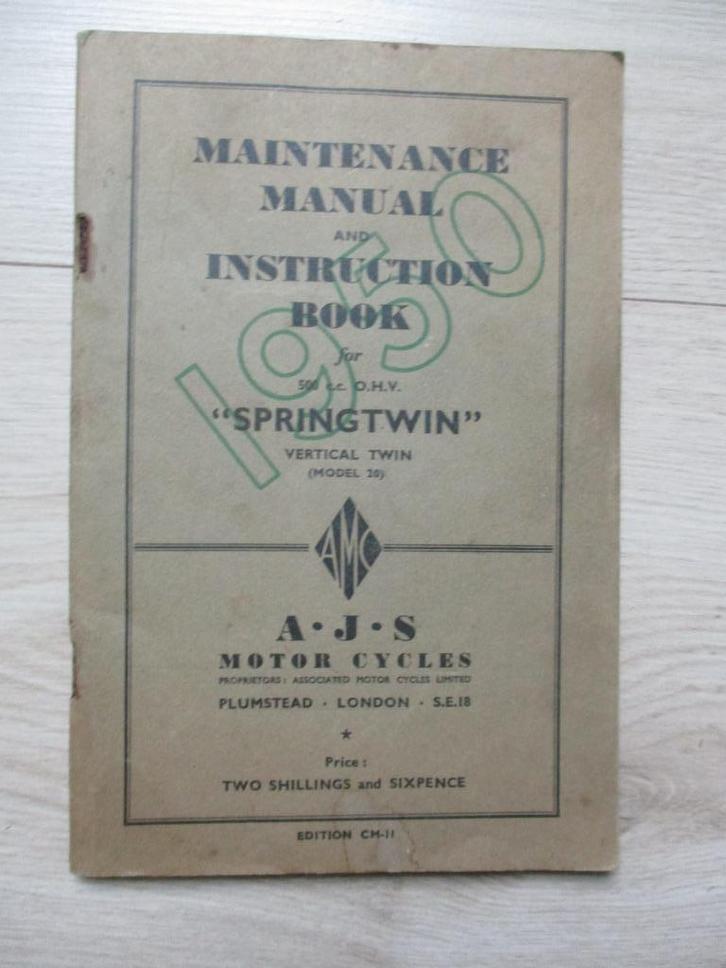 MAINTENANCE
MANUAL
AND
INSTRUCTION
BOOK
for
500 c.c. O.H.V.
"SPRINGTWIN"
VERTICAL TWIN
(MODEL 20)
1950
AMC
A·J·S
MOTOR CYCLES
PROPRIETORS: ASSOCIATED MOTOR CYCLES LIMITED
PLUMSTEAD · LONDON · S.E.18
★
Price:
TWO SHILLINGS and SIXPENCE
EDITION CM-11